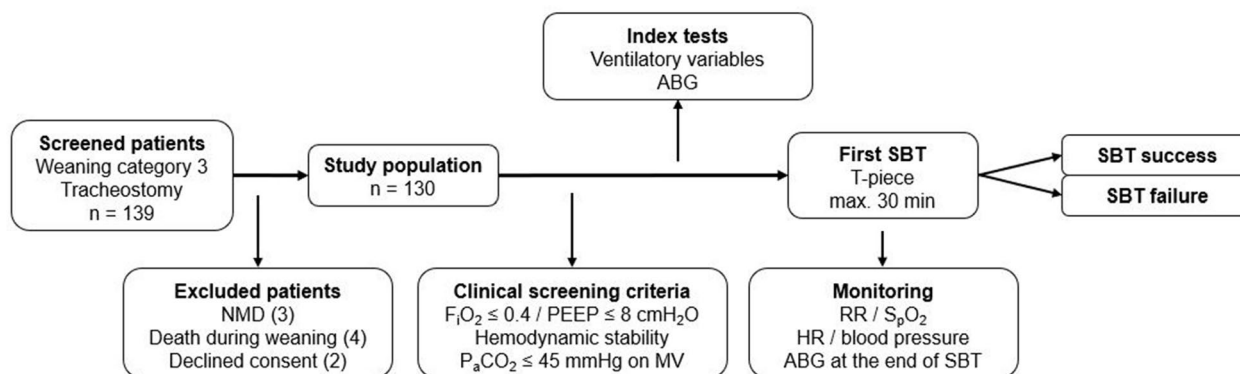 Index tests
Ventilatory variables
ABG
Screened patients
Weaning category 3
Tracheostomy
n = 139
Study population
n = 130
First SBT
T-piece
max. 30 min
SBT success
SBT failure
Excluded patients
NMD (3)
Death during weaning (4)
Declined consent (2)
Clinical screening criteria
FᵢO₂ ≤ 0.4 / PEEP ≤ 8 cmH₂O
Hemodynamic stability
PₐCO₂ ≤ 45 mmHg on MV
Monitoring
RR / SₚO₂
HR / blood pressure
ABG at the end of SBT